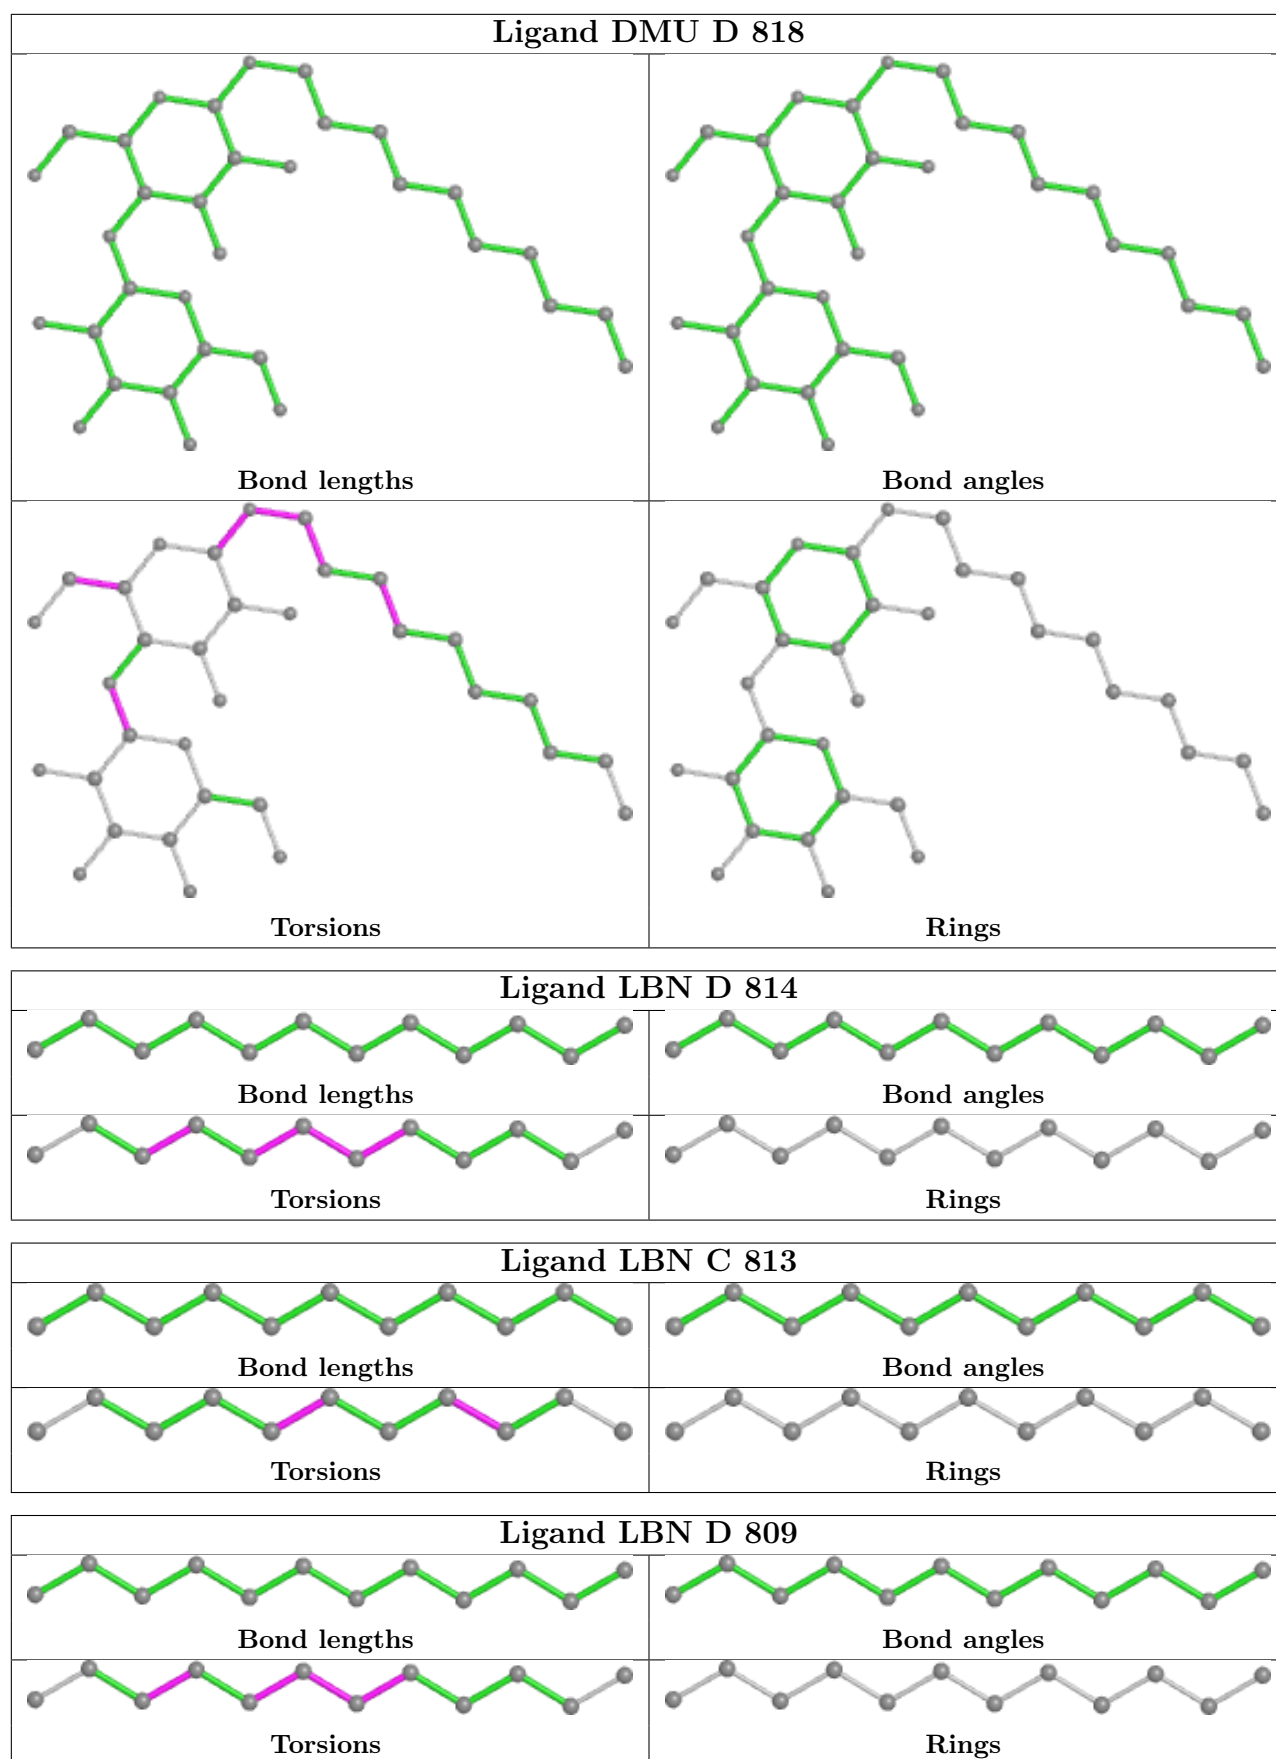 Ligand DMU D 818
Bond lengths
Bond angles
Torsions
Rings
Ligand LBN D 814
Bond lengths
Bond angles
Torsions
Rings
Ligand LBN C 813
Bond lengths
Bond angles
Torsions
Rings
Ligand LBN D 809
Bond lengths
Bond angles
Torsions
Rings